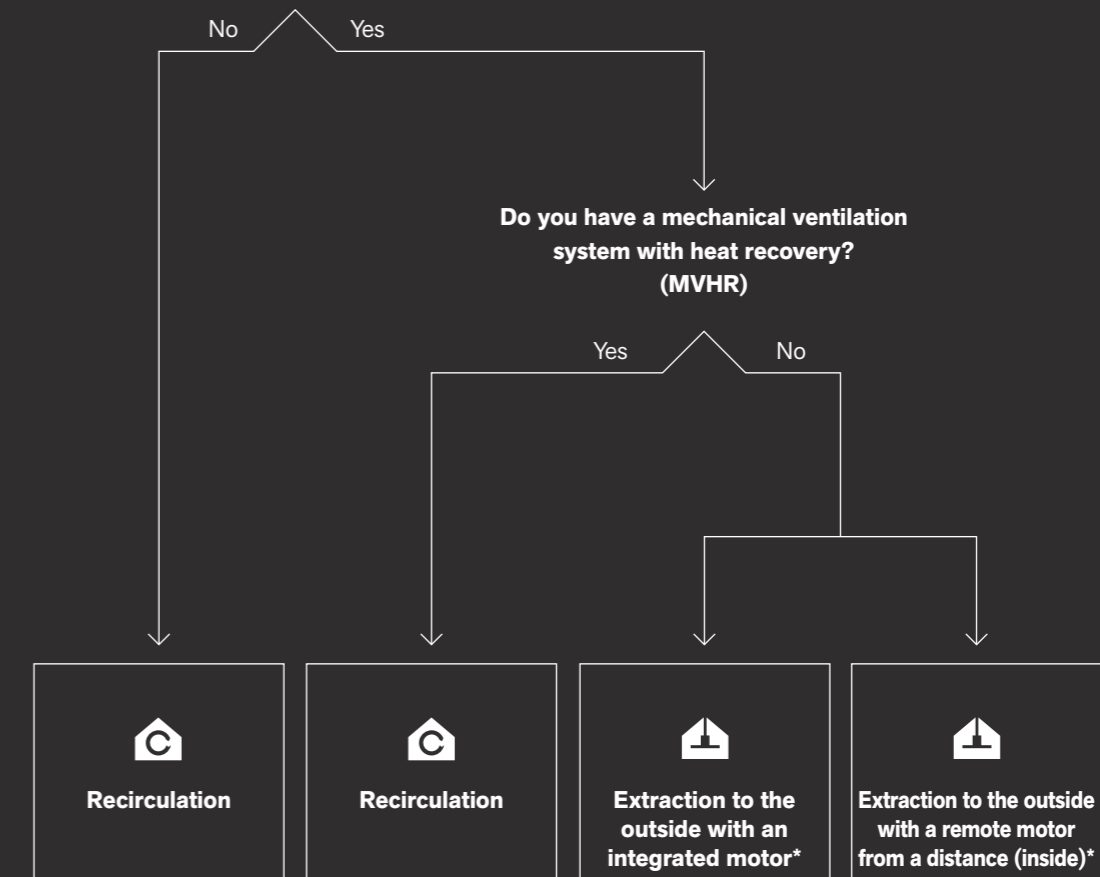 No
Yes
Do you have a mechanical ventilation
system with heat recovery?
(MVHR)
Yes
No
Recirculation
Recirculation
Extraction to the
outside with an
integrated motor*
Extraction to the outside
with a remote motor
from a distance (inside)*